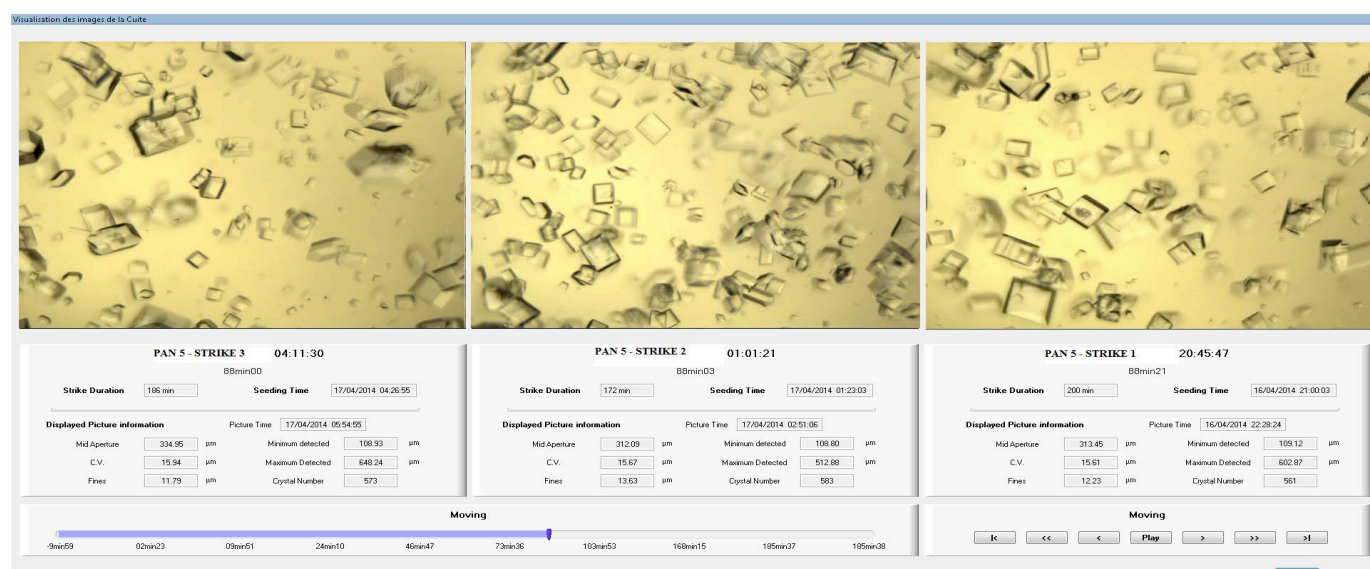 Visualisation des images de la Cuite
PAN 5 - STRIKE 3 04:11:30
88min00
Strike Duration 186 min Seeding Time 17/04/2014 04:26:55
Displayed Picture information Picture Time 17/04/2014 05:54:55
Mid Aperture 334.95 µm Minimum detected 108.93 µm
C.V. 15.94 µm Maximum Detected 648.24 µm
Fines 11.79 µm Crystal Number 573
PAN 5 - STRIKE 2 01:01:21
88min03
Strike Duration 172 min Seeding Time 17/04/2014 01:23:03
Displayed Picture information Picture Time 17/04/2014 02:51:06
Mid Aperture 312.09 µm Minimum detected 108.80 µm
C.V. 15.67 µm Maximum Detected 512.88 µm
Fines 13.63 µm Crystal Number 583
PAN 5 - STRIKE 1 20:45:47
88min21
Strike Duration 200 min Seeding Time 16/04/2014 21:00:03
Displayed Picture information Picture Time 16/04/2014 22:28:24
Mid Aperture 313.45 µm Minimum detected 109.12 µm
C.V. 15.61 µm Maximum Detected 602.87 µm
Fines 12.23 µm Crystal Number 561
Moving
-9min59 02min23 09min51 24min10 46min47 73min36 103min53 168min15 185min37 185min38
Moving
|< << < Play > >> >|